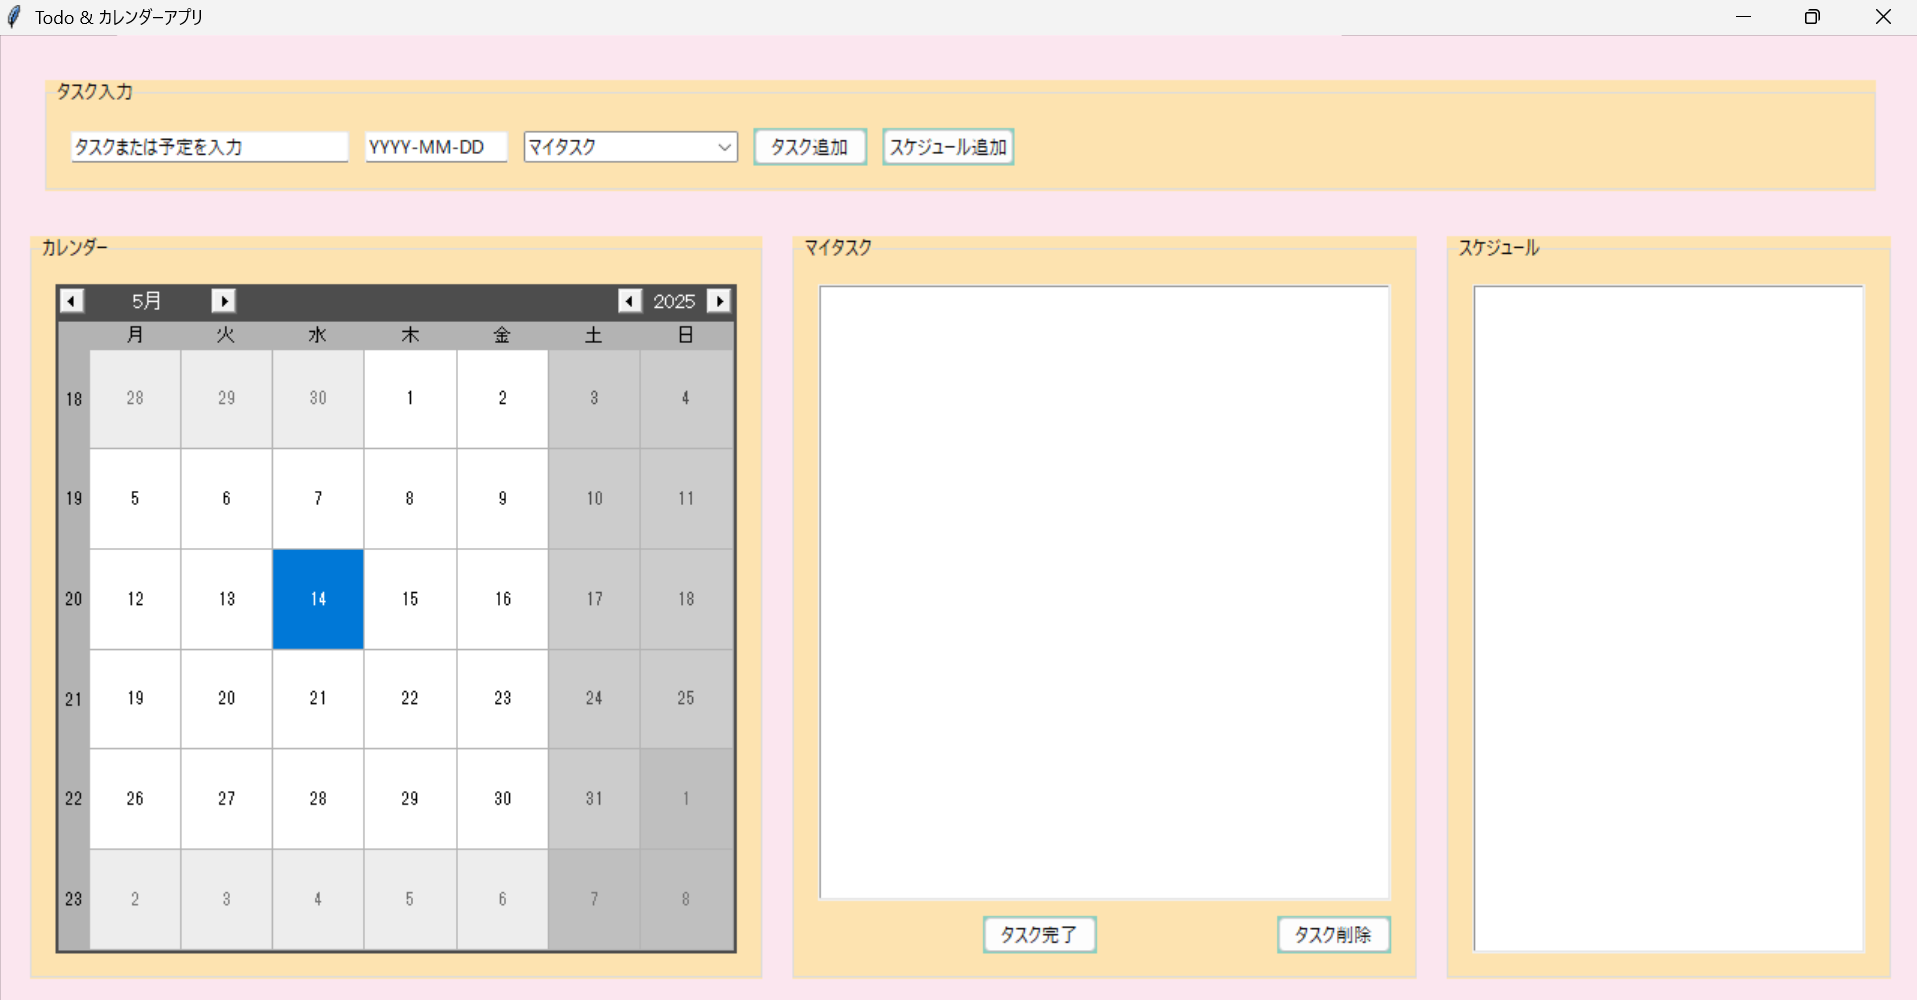 Todo & カレンダーアプリ
タスク入力
タスクまたは予定を入力 YYYY-MM-DD マイタスク タスク追加 スケジュール追加
カレンダー
5月 2025
月 火 水 木 金 土 日
18 28 29 30 1 2 3 4
19 5 6 7 8 9 10 11
20 12 13 14 15 16 17 18
21 19 20 21 22 23 24 25
22 26 27 28 29 30 31 1
23 2 3 4 5 6 7 8
マイタスク
タスク完了 タスク削除
スケジュール